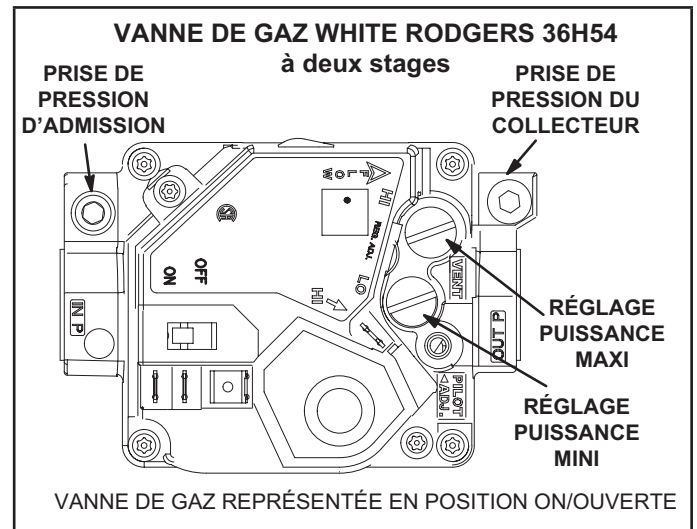 VANNE DE GAZ WHITE RODGERS 36H54
à deux stages
PRISE DE
PRESSION
D'ADMISSION
PRISE DE
PRESSION DU
COLLECTEUR
FLOW
HI
REG. ADJ.
LO
HI
OFF
ON
IN P
VENT
OUT P
PILOT
ADJ.
RÉGLAGE
PUISSANCE
MAXI
RÉGLAGE
PUISSANCE
MINI
VANNE DE GAZ REPRÉSENTÉE EN POSITION ON/OUVERTE